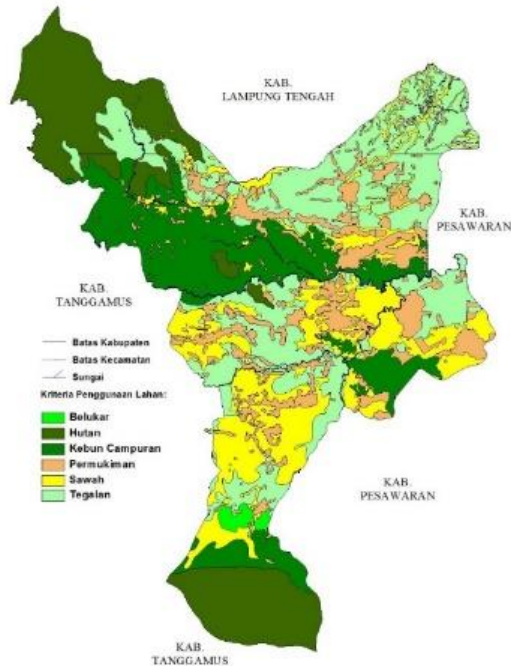 KAB.
LAMPUNG TENGAH
KAB.
PESAWARAN
KAB.
TANGGAMUS
Batas Kabupaten
Batas Kecamatan
Sungai
Kriteria Penggunaan Lahan:
Belukar
Hutan
Kebun Campuran
Permukiman
Sawah
Tegalan
KAB.
PESAWARAN
KAB.
TANGGAMUS